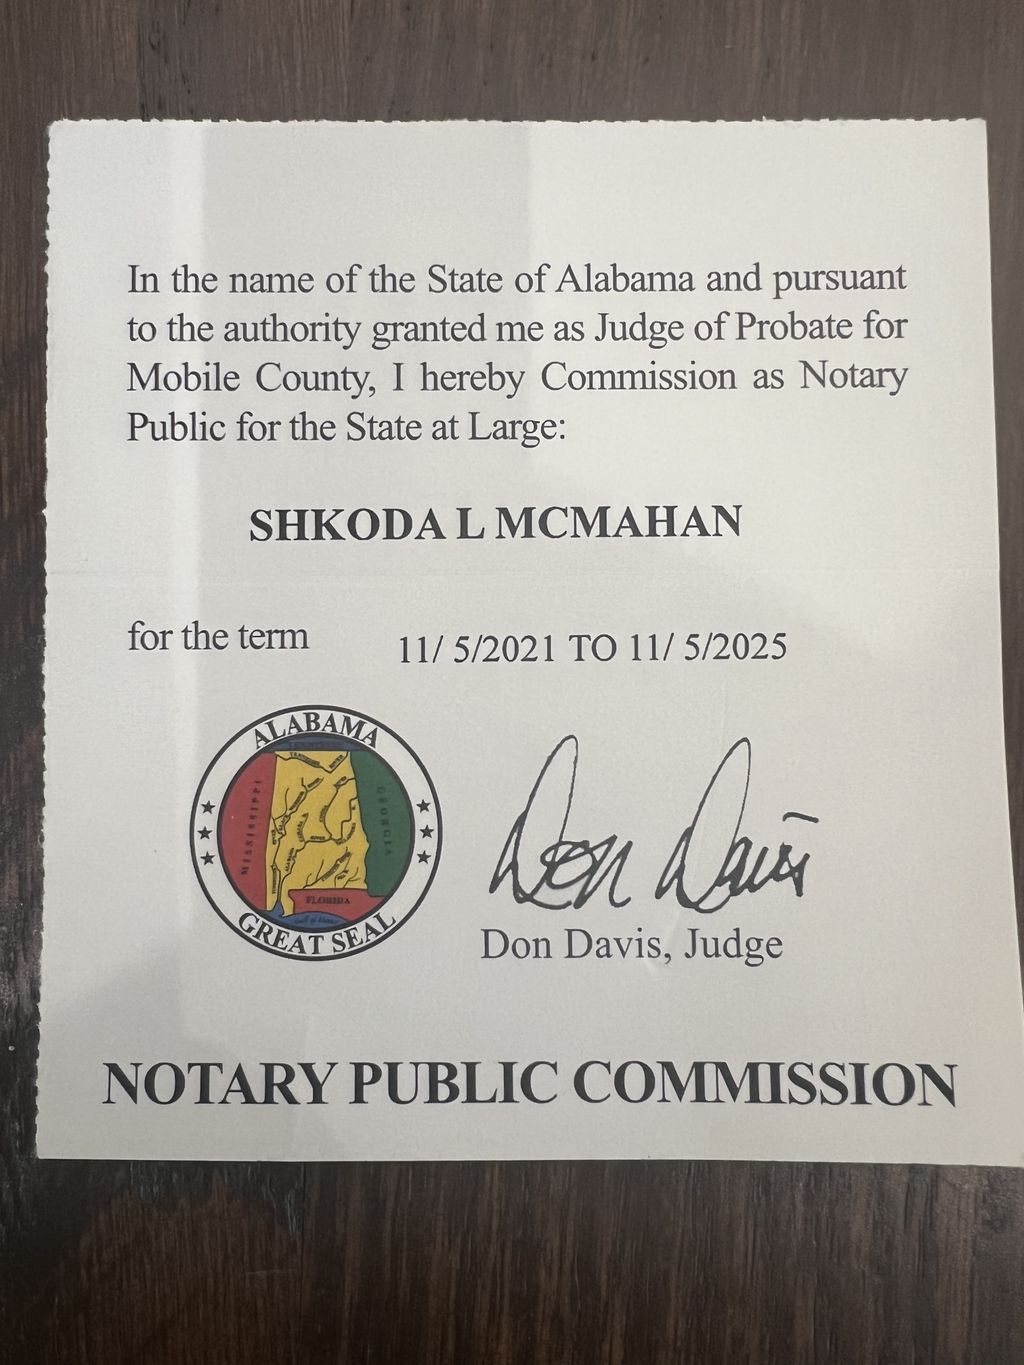 In the name of the State of Alabama and pursuant
to the authority granted me as Judge of Probate for
Mobile County, I hereby Commission as Notary
Public for the State at Large:
SHKODA L MCMAHAN
for the term 11/ 5/2021 TO 11/ 5/2025
ALABAMA
MISSISSIPPI
GEORGIA
FLORIDA
GREAT SEAL
Don Davis
Don Davis, Judge
NOTARY PUBLIC COMMISSION